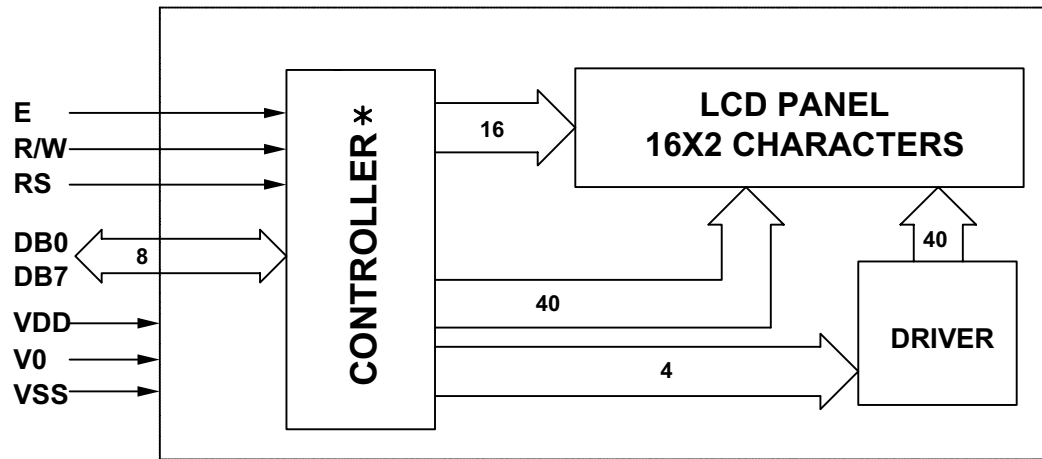 E
R/W
RS
DB0
DB7
8
VDD
V0
VSS
CONTROLLER*
16
LCD PANEL
16X2 CHARACTERS
40
40
DRIVER
4